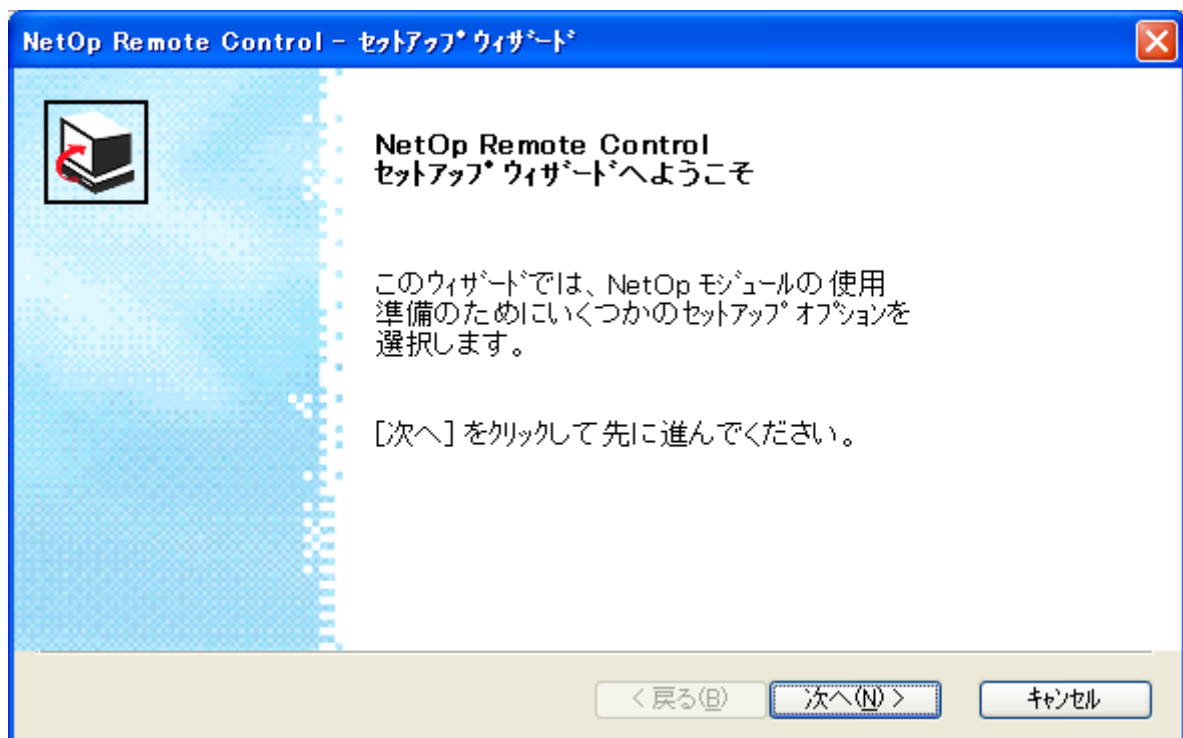 NetOp Remote Control - ｾｯﾄｱｯﾌﾟ ｳｨｻﾞｰﾄﾞ
NetOp Remote Control
ｾｯﾄｱｯﾌﾟ ｳｨｻﾞｰﾄﾞへようこそ
このｳｨｻﾞｰﾄﾞでは、NetOp ﾓｼﾞｭｰﾙの 使用
準備のためにいくつかのｾｯﾄｱｯﾌﾟ ｵﾌﾟｼｮﾝを
選択します。
[次へ] をｸﾘｯｸして 先に進んでください。
< 戻る(B)
次へ(N) >
ｷｬﾝｾﾙ